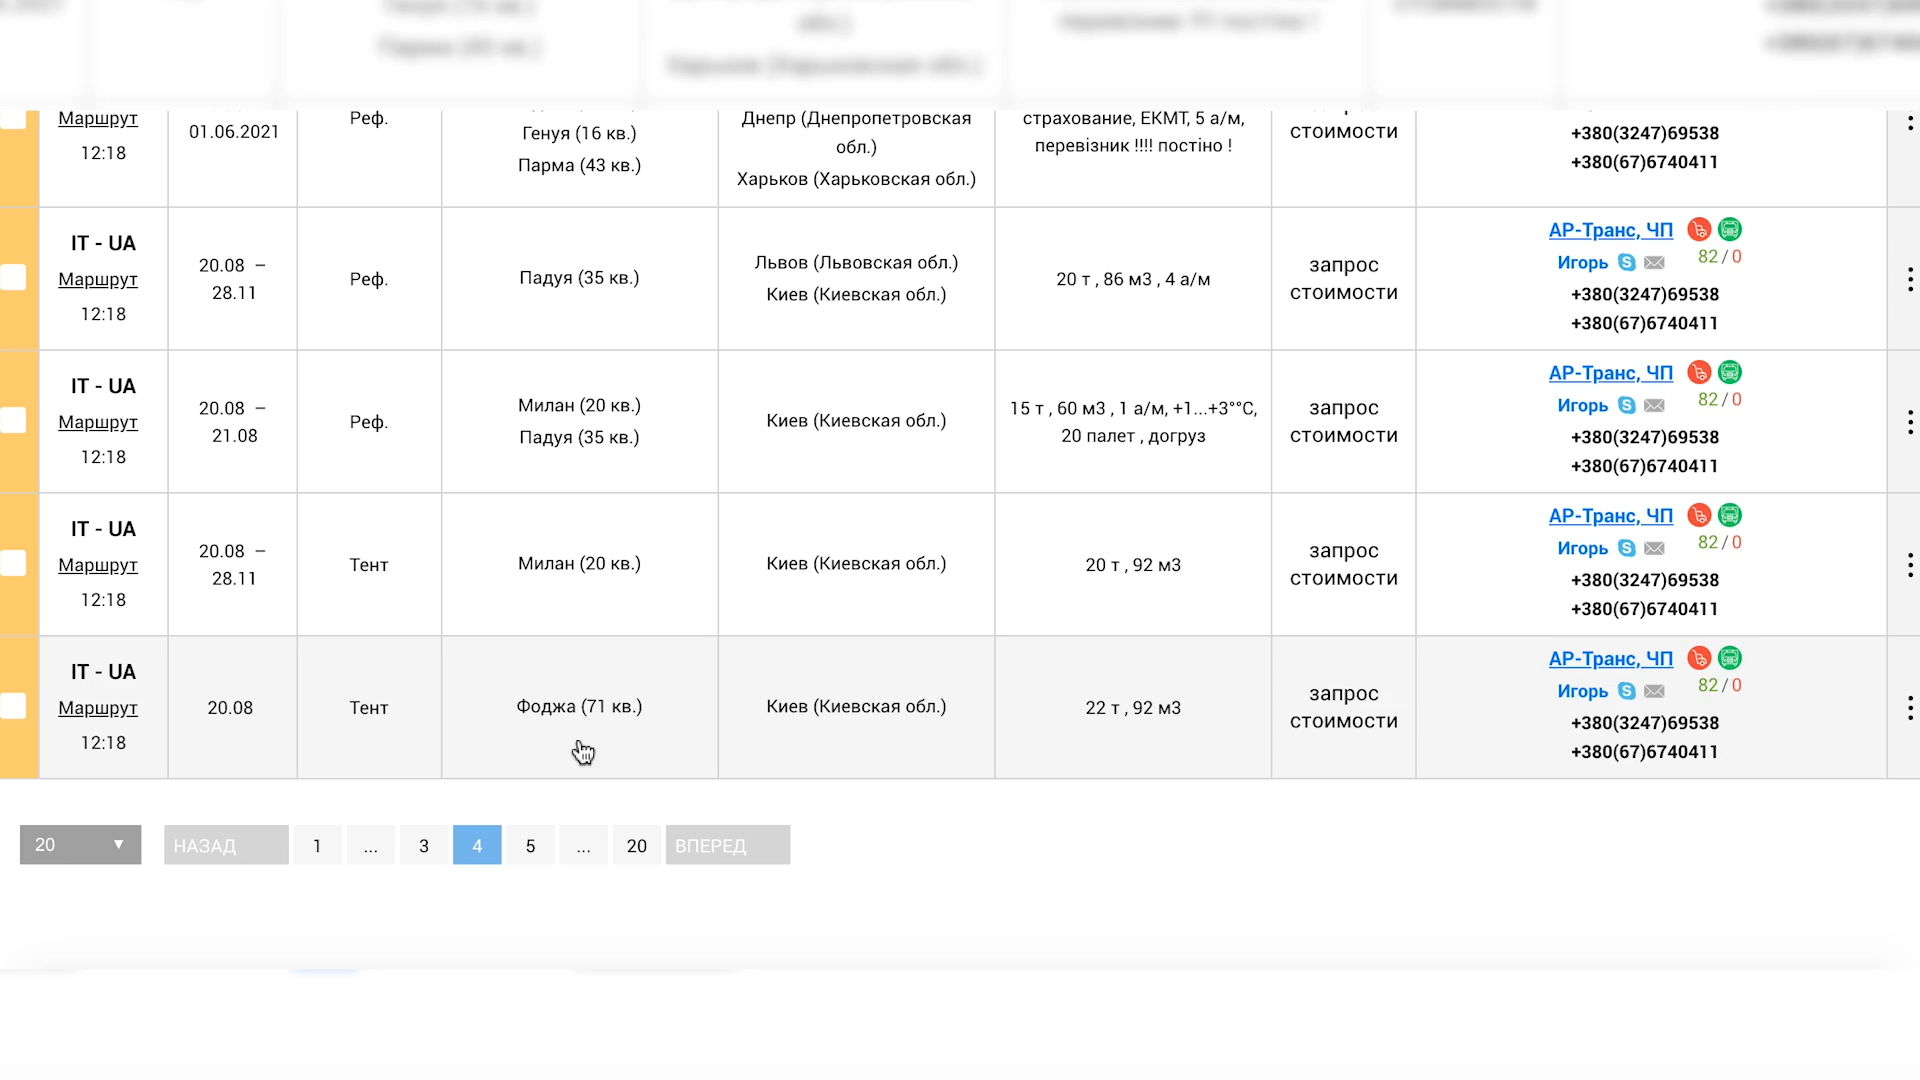 Маршрут
12:18
01.06.2021
Реф.
Генуя (16 кв.)
Парма (43 кв.)
Днепр (Днепропетровская
обл.)
Харьков (Харьковская обл.)
страхование, ЕКМТ, 5 а/м,
перевізник !!!! постіно !
стоимости
+380(3247)69538
+380(67)6740411
IT - UA
Маршрут
12:18
20.08 –
28.11
Реф.
Падуя (35 кв.)
Львов (Львовская обл.)
Киев (Киевская обл.)
20 т , 86 м3 , 4 а/м
запрос
стоимости
АР-Транс, ЧП
Игорь
82 / 0
+380(3247)69538
+380(67)6740411
IT - UA
Маршрут
12:18
20.08 –
21.08
Реф.
Милан (20 кв.)
Падуя (35 кв.)
Киев (Киевская обл.)
15 т , 60 м3 , 1 а/м, +1...+3°°C,
20 палет , догруз
запрос
стоимости
АР-Транс, ЧП
Игорь
82 / 0
+380(3247)69538
+380(67)6740411
IT - UA
Маршрут
12:18
20.08 –
28.11
Тент
Милан (20 кв.)
Киев (Киевская обл.)
20 т , 92 м3
запрос
стоимости
АР-Транс, ЧП
Игорь
82 / 0
+380(3247)69538
+380(67)6740411
IT - UA
Маршрут
12:18
20.08
Тент
Фоджа (71 кв.)
Киев (Киевская обл.)
22 т , 92 м3
запрос
стоимости
АР-Транс, ЧП
Игорь
82 / 0
+380(3247)69538
+380(67)6740411
20 ▼ НАЗАД 1 ... 3 4 5 ... 20 ВПЕРЕД